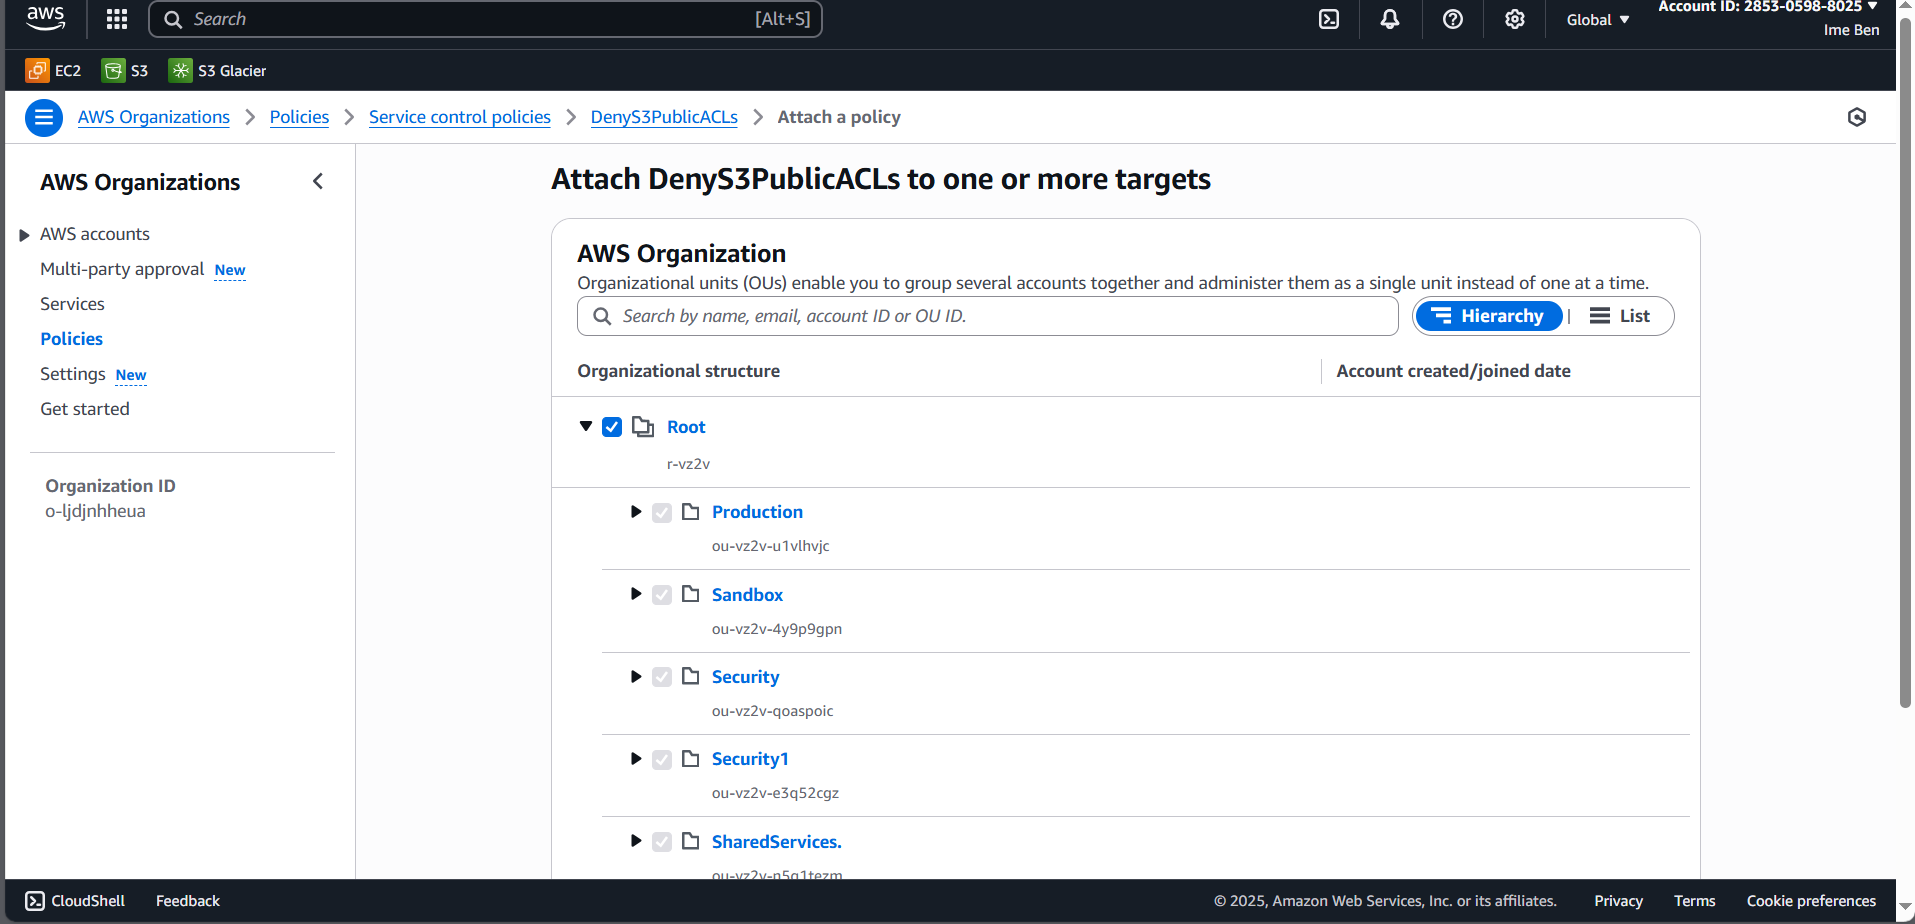 aws
Search [Alt+S]
Global
Account ID: 2853-0598-8025
Ime Ben
EC2 S3 S3 Glacier
AWS Organizations Policies Service control policies DenyS3PublicACLs Attach a policy
AWS Organizations
AWS accounts
Multi-party approval New
Services
Policies
Settings New
Get started
Organization ID
o-ljdjnhheua
Attach DenyS3PublicACLs to one or more targets
AWS Organization
Organizational units (OUs) enable you to group several accounts together and administer them as a single unit instead of one at a time.
Search by name, email, account ID or OU ID.
Hierarchy | List
Organizational structure Account created/joined date
Root
r-vz2v
Production
ou-vz2v-u1vlhvjc
Sandbox
ou-vz2v-4y9p9gpn
Security
ou-vz2v-qoaspoic
Security1
ou-vz2v-e3q52cgz
SharedServices.
ou-vz2v-n5q1tezm
CloudShell Feedback
© 2025, Amazon Web Services, Inc. or its affiliates. Privacy Terms Cookie preferences